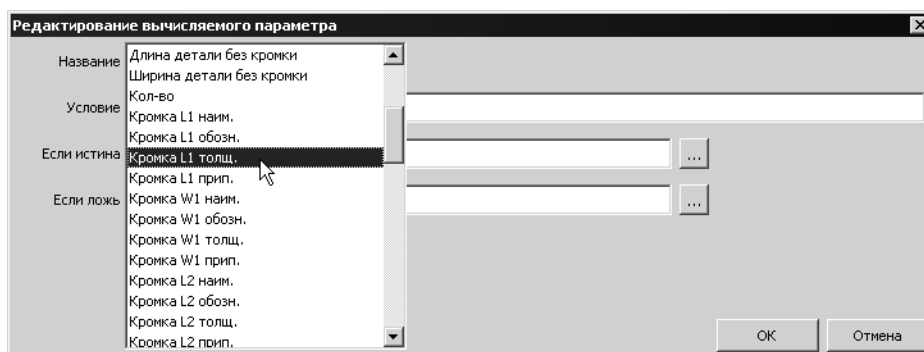 Редактирование вычисляемого параметра
Название
Длина детали без кромки
Ширина детали без кромки
Кол-во
Условие
Кромка L1 наим.
Кромка L1 обозн.
Если истина
Кромка L1 толщ.
...
Кромка L1 прип.
Если ложь
Кромка W1 наим.
...
Кромка W1 обозн.
Кромка W1 толщ.
Кромка W1 прип.
Кромка L2 наим.
Кромка L2 обозн.
Кромка L2 толщ.
Кромка L2 прип.
OK
Отмена